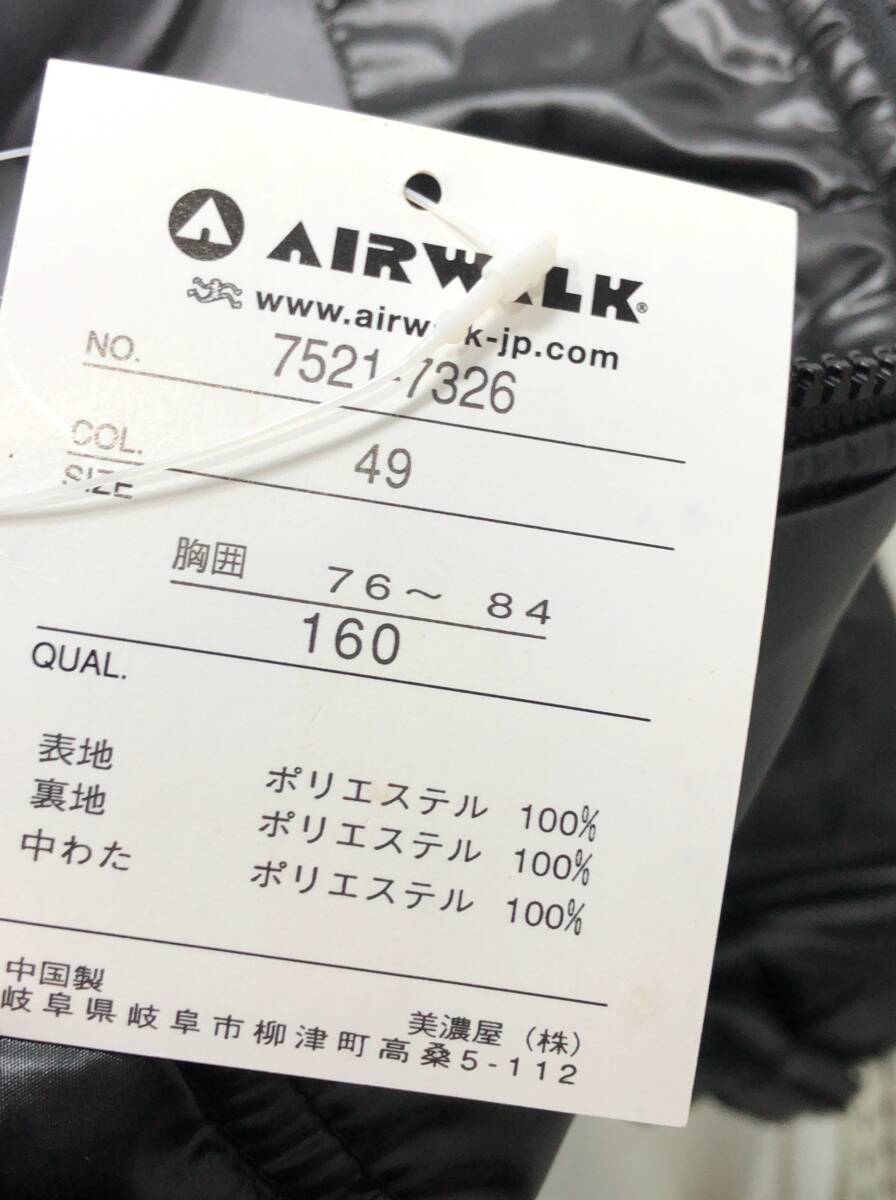 AIRWALK®
www.airwalk-jp.com
NO. 7521-7326
COL. 49
SIZE
胸囲 76～ 84
160
QUAL.
表地 ポリエステル 100%
裏地 ポリエステル 100%
中わた ポリエステル 100%
中国製
美濃屋（株）
岐阜県岐阜市柳津町高桑5-112